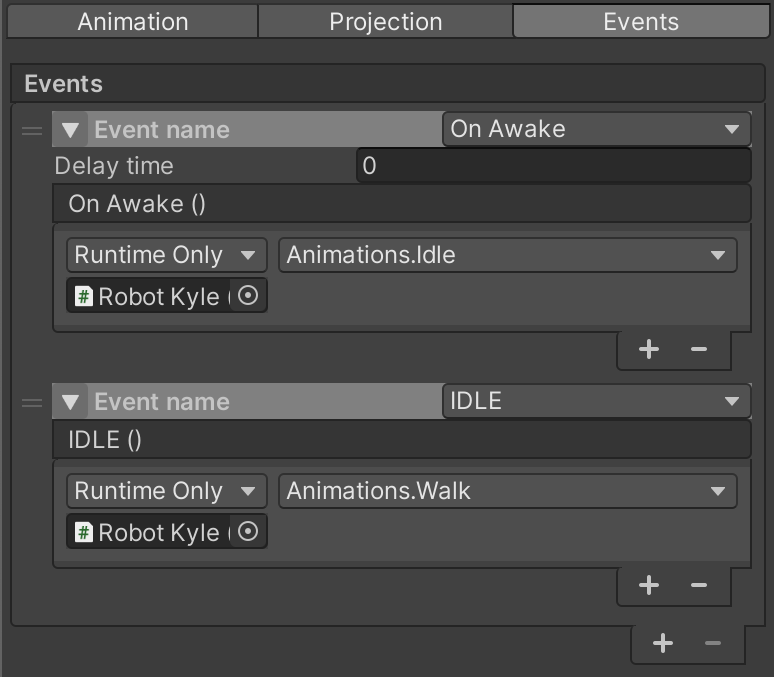 Animation Projection Events
Events
Event name On Awake
Delay time 0
On Awake ()
Runtime Only Animations.Idle
# Robot Kyle (
Event name IDLE
IDLE ()
Runtime Only Animations.Walk
# Robot Kyle (